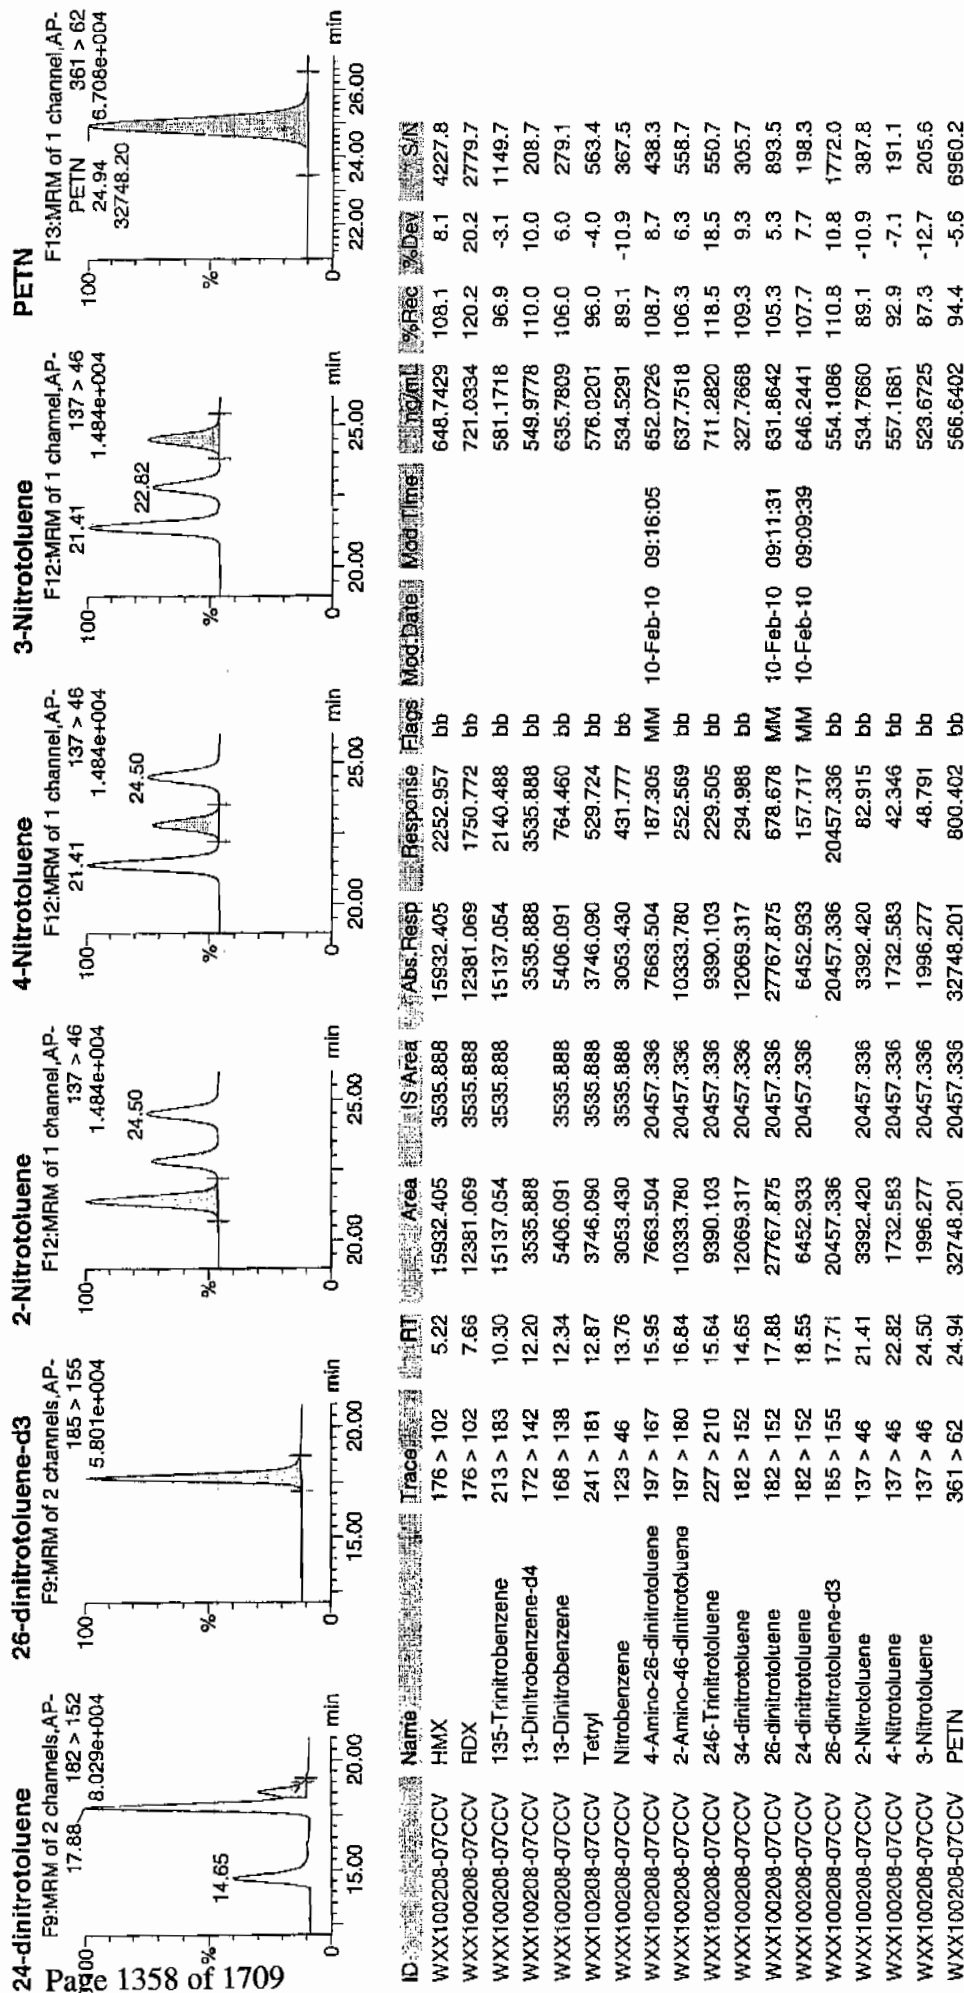 24-dinitrotoluene
F9:MRM of 2 channels,AP-
17.88 182 > 152
8.029e+004
14.65
%
0
15.00 20.00 min
26-dinitrotoluene-d3
F9:MRM of 2 channels,AP-
185 > 155
5.801e+004
100
%
0
15.00 20.00 min
2-Nitrotoluene
F12:MRM of 1 channel,AP-
21.41 137 > 46
1.484e+004
24.50
100
%
0
20.00 25.00 min
4-Nitrotoluene
F12:MRM of 1 channel,AP-
21.41 137 > 46
1.484e+004
24.50
100
%
0
20.00 25.00 min
3-Nitrotoluene
F12:MRM of 1 channel,AP-
21.41 137 > 46
1.484e+004
22.82
100
%
0
20.00 25.00 min
PETN
F13:MRM of 1 channel,AP-
PETN 361 > 62
24.94 6.708e+004
32748.20
100
%
0
22.00 24.00 26.00 min
Page 1358 of 1709
ID Name Trace RT Area IS Area Abs.Resp Response Flags Mod.Date Mod.Time ng/mL %Rec %Dev S/N
WXX100208-07CCV HMX 176 > 102 5.22 15932.405 3535.888 15932.405 2252.957 bb 648.7429 108.1 8.1 4227.8
WXX100208-07CCV RDX 176 > 102 7.66 12381.069 3535.888 12381.069 1750.772 bb 721.0334 120.2 20.2 2779.7
WXX100208-07CCV 135-Trinitrobenzene 213 > 183 10.30 15137.054 3535.888 15137.054 2140.488 bb 581.1718 96.9 -3.1 1149.7
WXX100208-07CCV 13-Dinitrobenzene-d4 172 > 142 12.20 3535.888 3535.888 3535.888 bb 549.9778 110.0 10.0 208.7
WXX100208-07CCV 13-Dinitrobenzene 168 > 138 12.34 5406.091 3535.888 5406.091 764.460 bb 635.7809 106.0 6.0 279.1
WXX100208-07CCV Tetryl 241 > 181 12.87 3746.090 3535.888 3746.090 529.724 bb 576.0201 96.0 -4.0 563.4
WXX100208-07CCV Nitrobenzene 123 > 46 13.76 3053.430 3535.888 3053.430 431.777 bb 534.5291 89.1 -10.9 367.5
WXX100208-07CCV 4-Amino-26-dinitrotoluene 197 > 167 15.95 7663.504 20457.336 7663.504 187.305 MM 10-Feb-10 09:16:05 652.0726 108.7 8.7 438.3
WXX100208-07CCV 2-Amino-46-dinitrotoluene 197 > 180 16.84 10333.780 20457.336 10333.780 252.569 bb 637.7518 106.3 6.3 558.7
WXX100208-07CCV 246-Trinitrotoluene 227 > 210 15.64 9390.103 20457.336 9390.103 229.505 bb 711.2820 118.5 18.5 550.7
WXX100208-07CCV 34-dinitrotoluene 182 > 152 14.65 12069.317 20457.336 12069.317 294.988 bb 327.7668 109.3 9.3 305.7
WXX100208-07CCV 26-dinitrotoluene 182 > 152 17.88 27767.875 20457.336 27767.875 678.678 MM 10-Feb-10 09:11:31 631.8642 105.3 5.3 893.5
WXX100208-07CCV 24-dinitrotoluene 182 > 152 18.55 6452.933 20457.336 6452.933 157.717 MM 10-Feb-10 09:09:39 646.2441 107.7 7.7 198.3
WXX100208-07CCV 26-dinitrotoluene-d3 185 > 155 17.71 20457.336 20457.336 20457.336 bb 554.1086 110.8 10.8 1772.0
WXX100208-07CCV 2-Nitrotoluene 137 > 46 21.41 3392.420 20457.336 3392.420 82.915 bb 534.7660 89.1 -10.9 387.8
WXX100208-07CCV 4-Nitrotoluene 137 > 46 22.82 1732.583 20457.336 1732.583 42.346 bb 557.1681 92.9 -7.1 191.1
WXX100208-07CCV 3-Nitrotoluene 137 > 46 24.50 1996.277 20457.336 1996.277 48.791 bb 523.6725 87.3 -12.7 205.6
WXX100208-07CCV PETN 361 > 62 24.94 32748.201 20457.336 32748.201 800.402 bb 566.6402 94.4 -5.6 6960.2